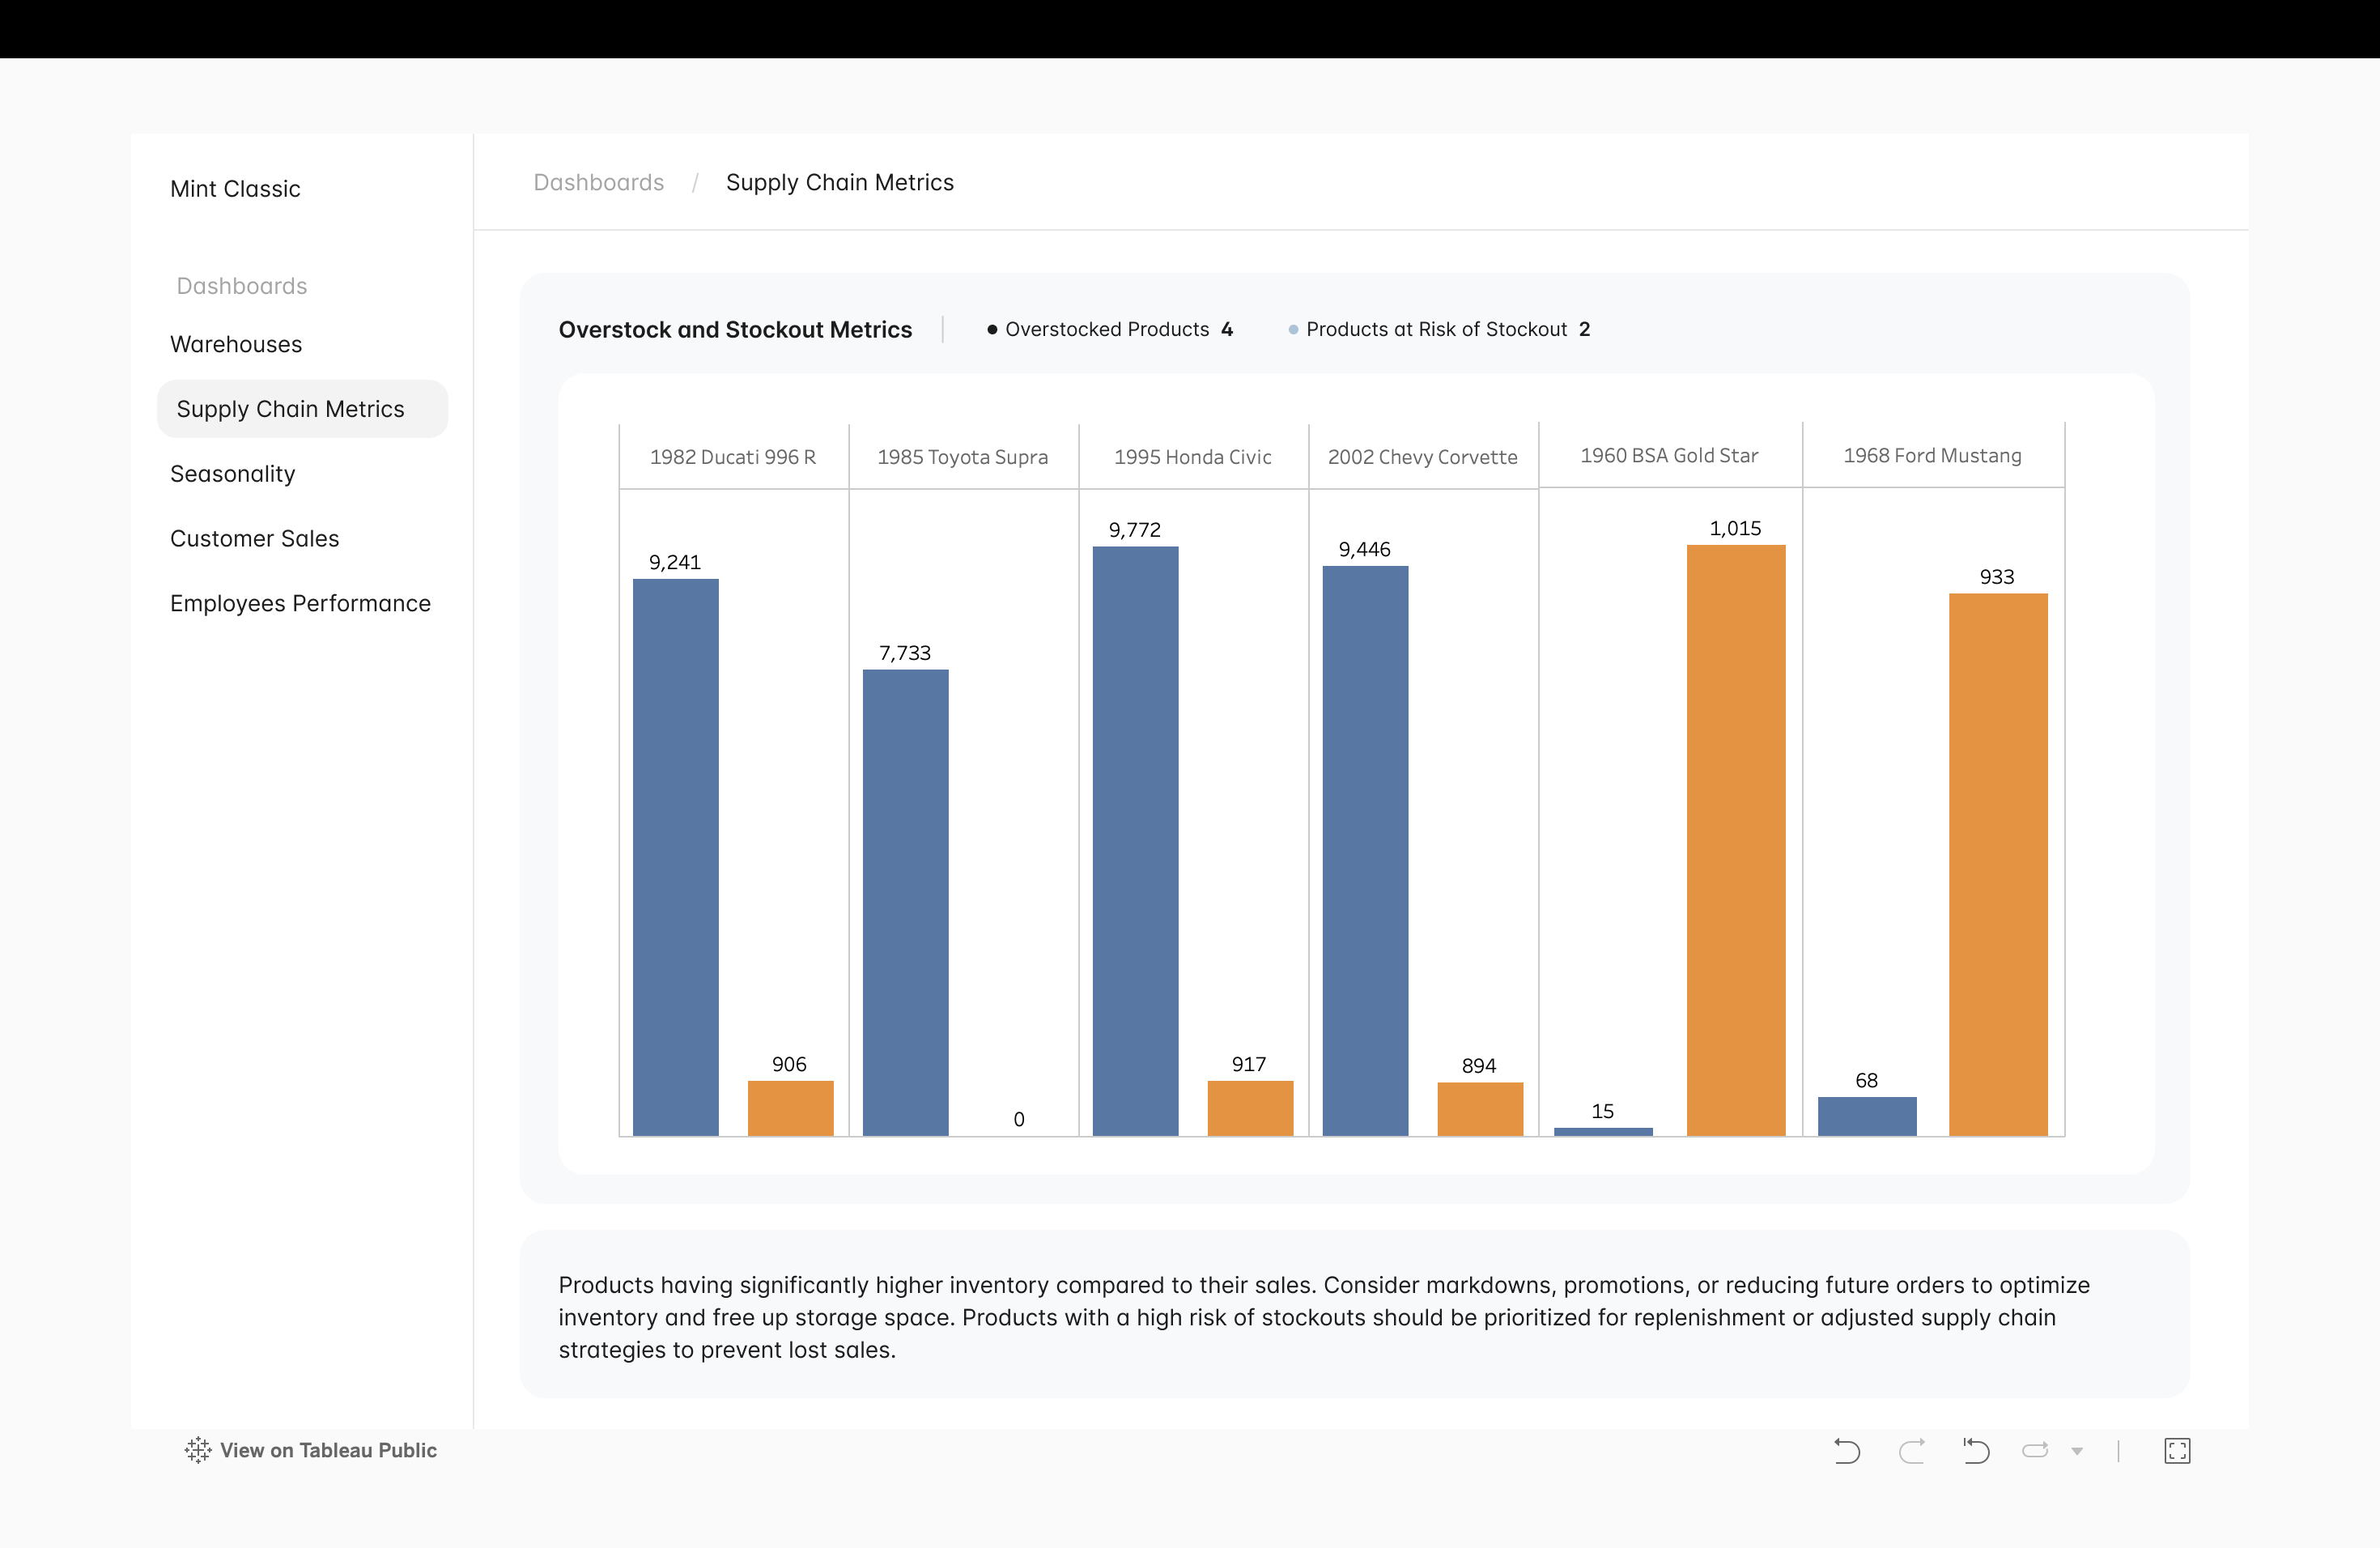 Mint Classic
Dashboards
Warehouses
Supply Chain Metrics
Seasonality
Customer Sales
Employees Performance
Dashboards / Supply Chain Metrics
Overstock and Stockout Metrics | • Overstocked Products 4 • Products at Risk of Stockout 2
1982 Ducati 996 R 1985 Toyota Supra 1995 Honda Civic 2002 Chevy Corvette 1960 BSA Gold Star 1968 Ford Mustang
9,241 906 7,733 0 9,772 917 9,446 894 15 1,015 68 933
Products having significantly higher inventory compared to their sales. Consider markdowns, promotions, or reducing future orders to optimize
inventory and free up storage space. Products with a high risk of stockouts should be prioritized for replenishment or adjusted supply chain
strategies to prevent lost sales.
View on Tableau Public